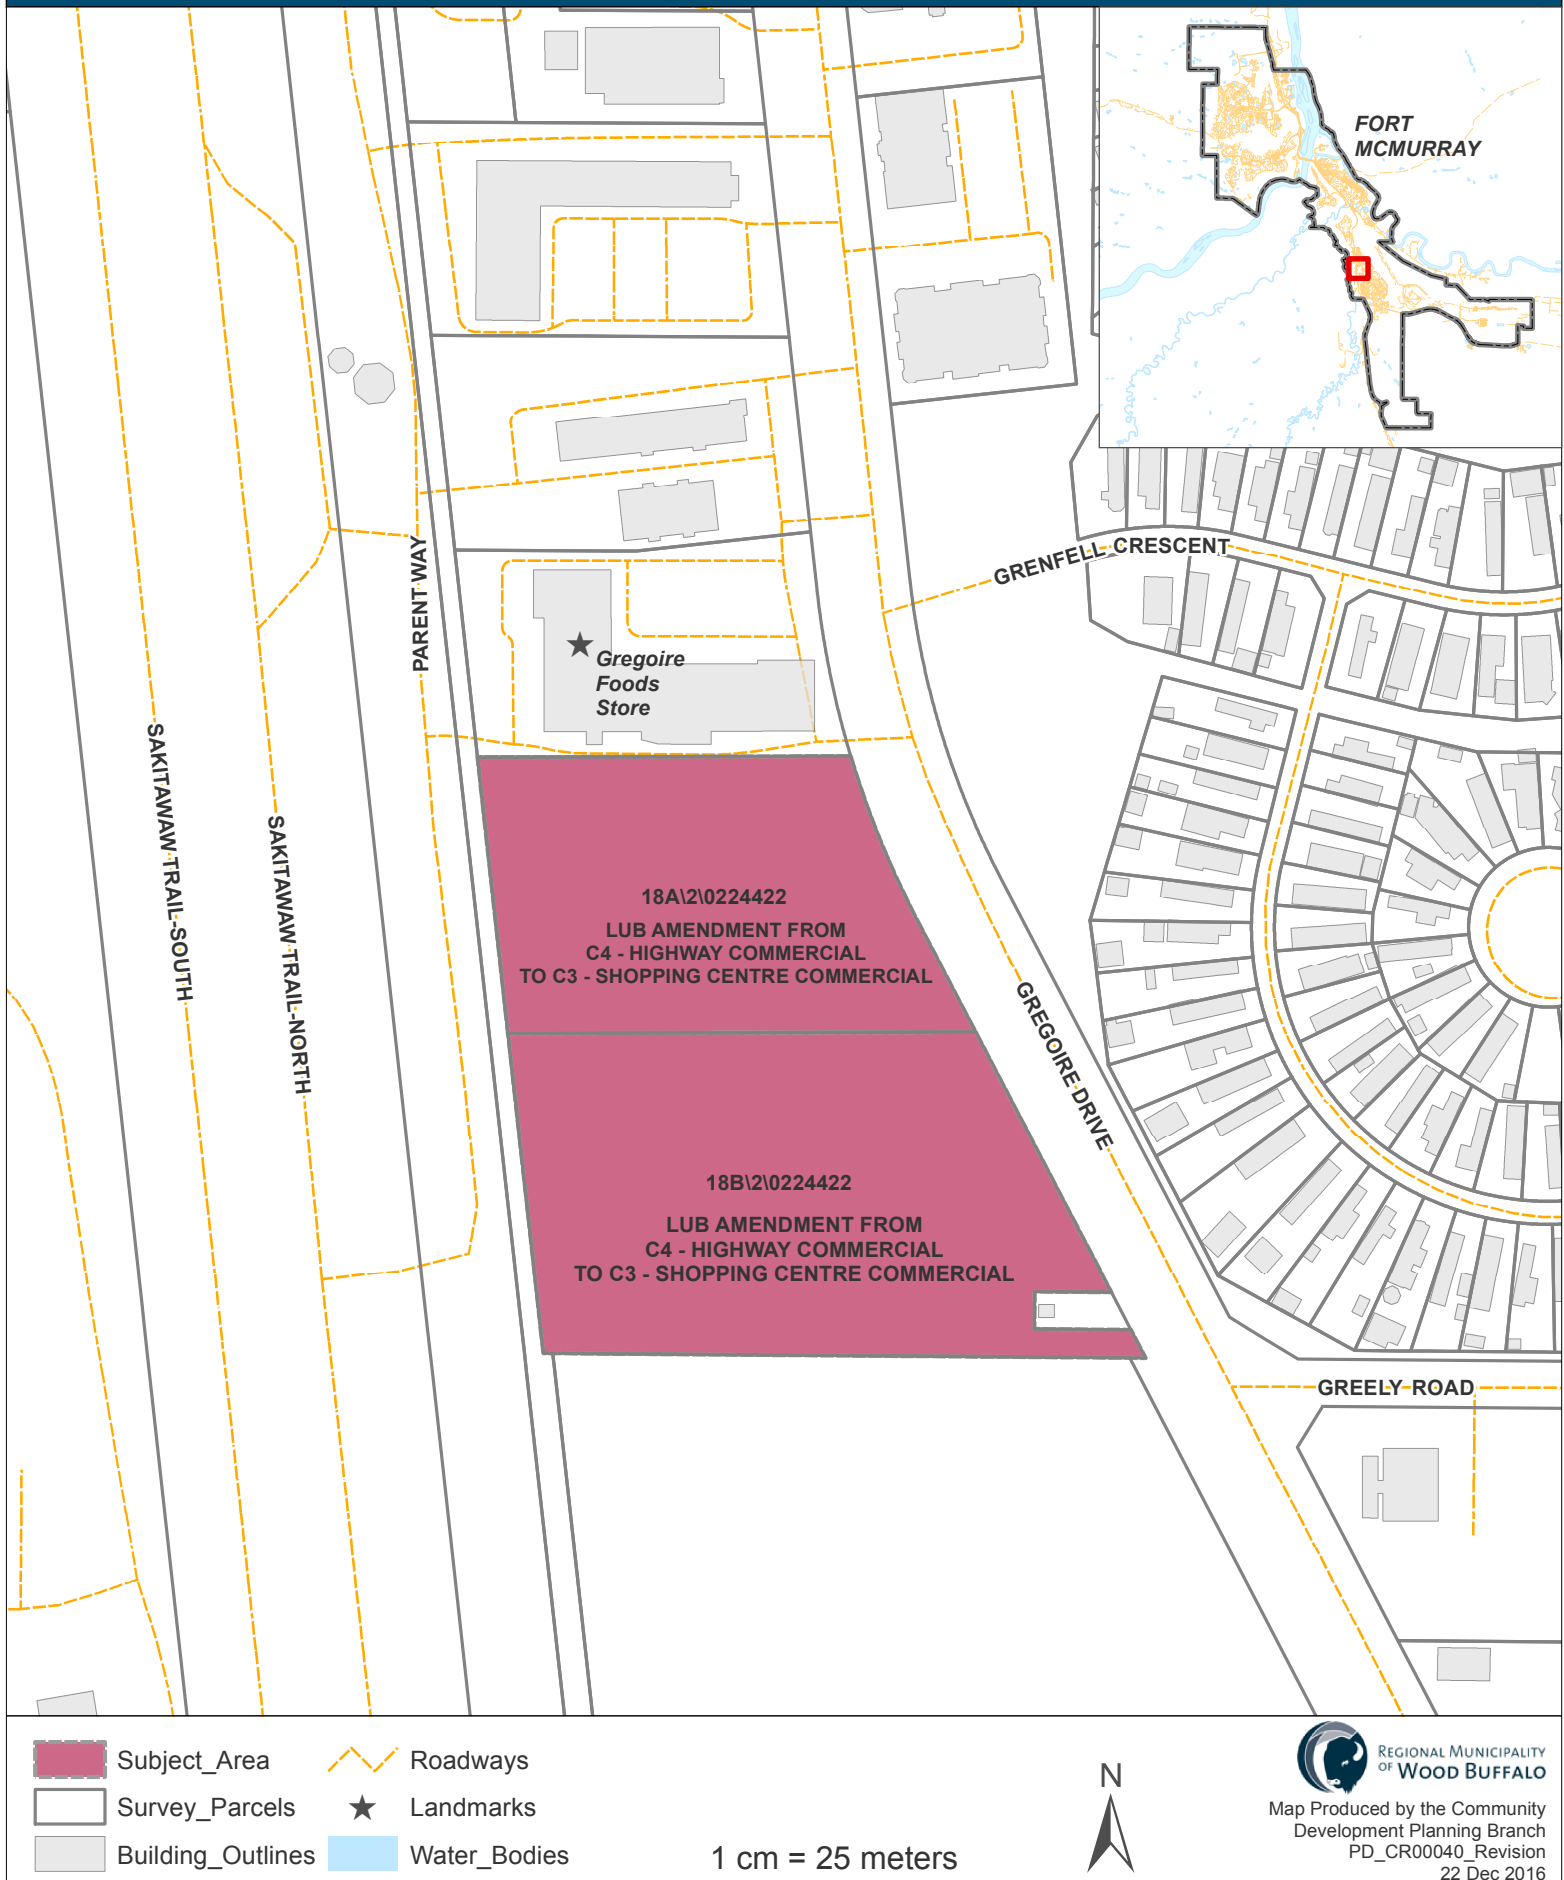 FORT
MCMURRAY
GRENFELL CRESCENT
PARENT WAY
Gregoire
Foods
Store
SAKITAWAW TRAIL-SOUTH
SAKITAWAW TRAIL-NORTH
18A\2\0224422
LUB AMENDMENT FROM
C4 - HIGHWAY COMMERCIAL
TO C3 - SHOPPING CENTRE COMMERCIAL
GREGOIRE DRIVE
18B\2\0224422
LUB AMENDMENT FROM
C4 - HIGHWAY COMMERCIAL
TO C3 - SHOPPING CENTRE COMMERCIAL
GREELY ROAD
Subject_Area
Roadways
Survey_Parcels
Landmarks
Building_Outlines
Water_Bodies
1 cm = 25 meters
N
REGIONAL MUNICIPALITY
OF WOOD BUFFALO
Map Produced by the Community
Development Planning Branch
PD_CR00040_Revision
22 Dec 2016